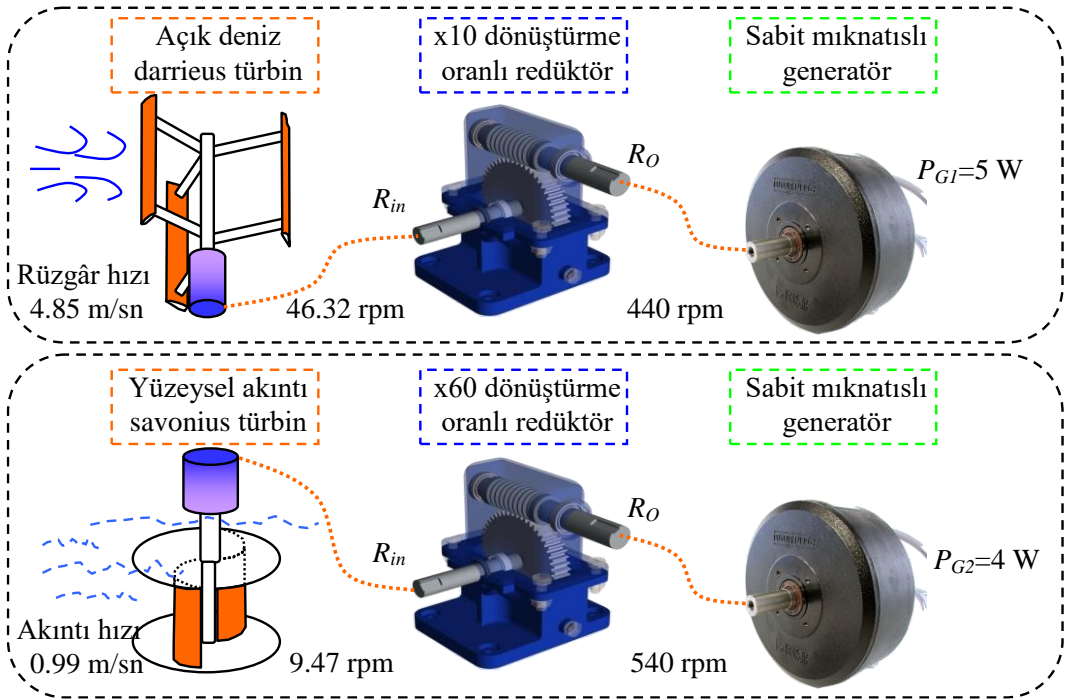 Açık deniz
darrieus türbin
x10 dönüştürme
oranlı redüktör
Sabit mıknatıslı
generatör
R_in
R_O
P_G1=5 W
Rüzgâr hızı
4.85 m/sn
46.32 rpm
440 rpm
Yüzeysel akıntı
savonius türbin
x60 dönüştürme
oranlı redüktör
Sabit mıknatıslı
generatör
R_in
R_O
P_G2=4 W
Akıntı hızı
0.99 m/sn
9.47 rpm
540 rpm